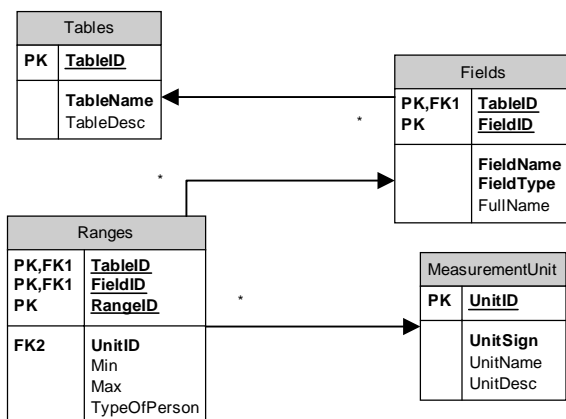 Tables
PK TableID
TableName
TableDesc
Fields
PK,FK1 TableID
PK FieldID
FieldName
FieldType
FullName
*
*
Ranges
PK,FK1 TableID
PK,FK1 FieldID
PK RangeID
FK2 UnitID
Min
Max
TypeOfPerson
*
MeasurementUnit
PK UnitID
UnitSign
UnitName
UnitDesc